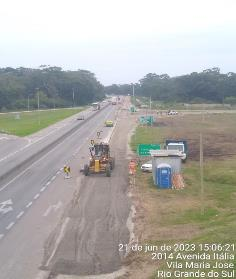 21 de jun de 2023 15:06:21
2014 Avenida Itália
Vila Maria José
Rio Grande do Sul